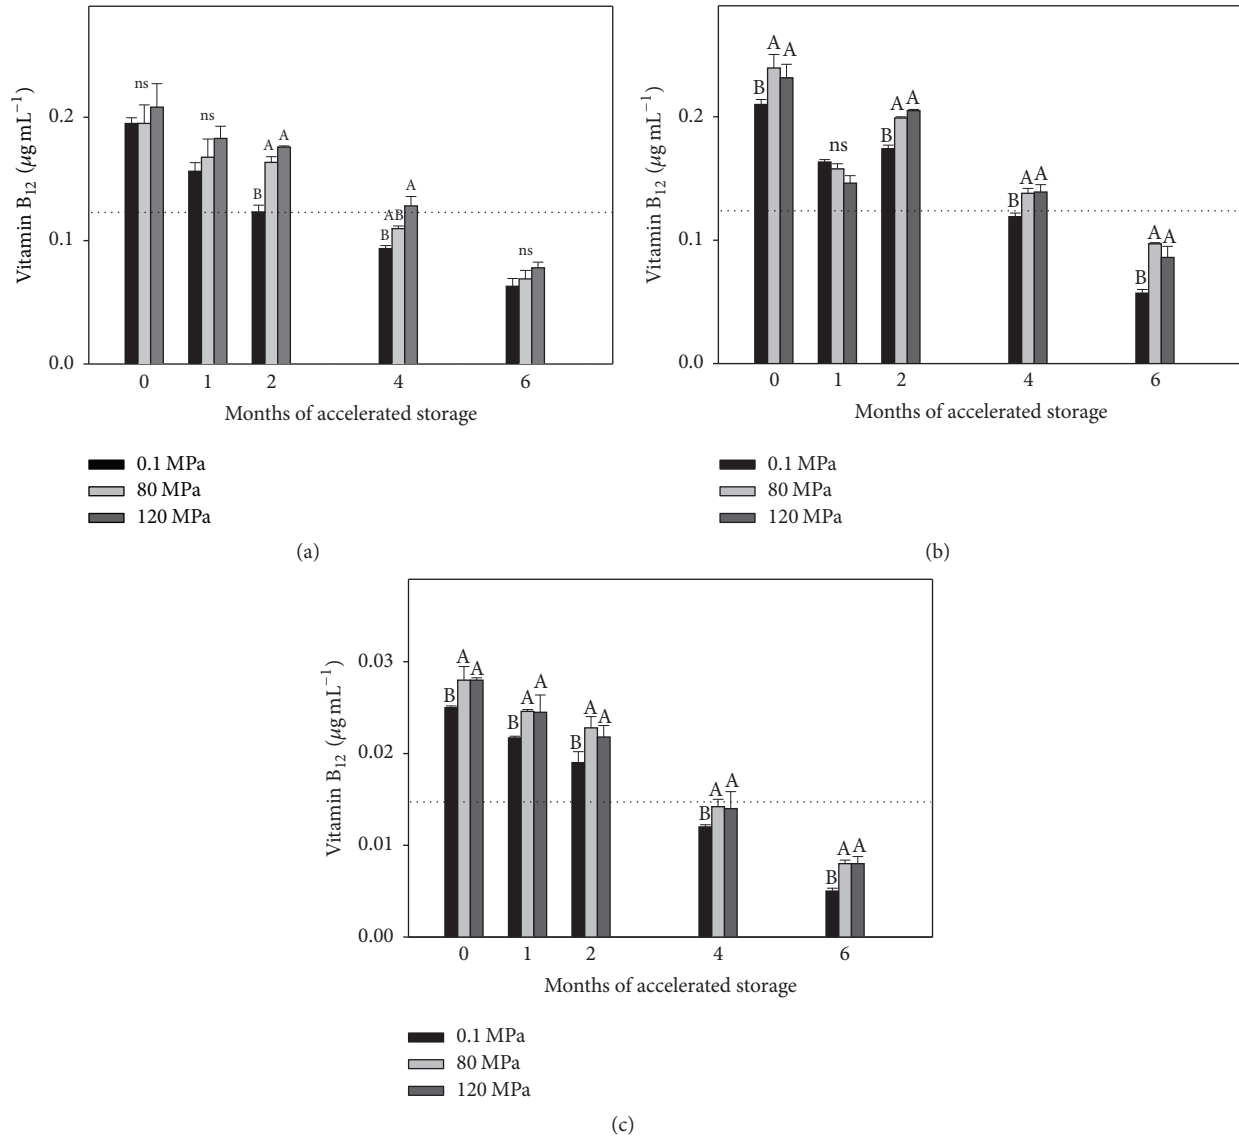 Vitamin B₁₂ (μg mL⁻¹)
0.2
0.1
0.0
ns
ns
B
A
A
B
AB
A
ns
0 1 2 4 6
Months of accelerated storage
0.1 MPa
80 MPa
120 MPa
(a)
Vitamin B₁₂ (μg mL⁻¹)
0.2
0.1
0.0
B
A
A
ns
B
A
A
B
A
A
B
A
A
0 1 2 4 6
Months of accelerated storage
0.1 MPa
80 MPa
120 MPa
(b)
Vitamin B₁₂ (μg mL⁻¹)
0.03
0.02
0.01
0.00
B
A
A
B
A
A
B
A
A
B
A
A
B
A
A
0 1 2 4 6
Months of accelerated storage
0.1 MPa
80 MPa
120 MPa
(c)